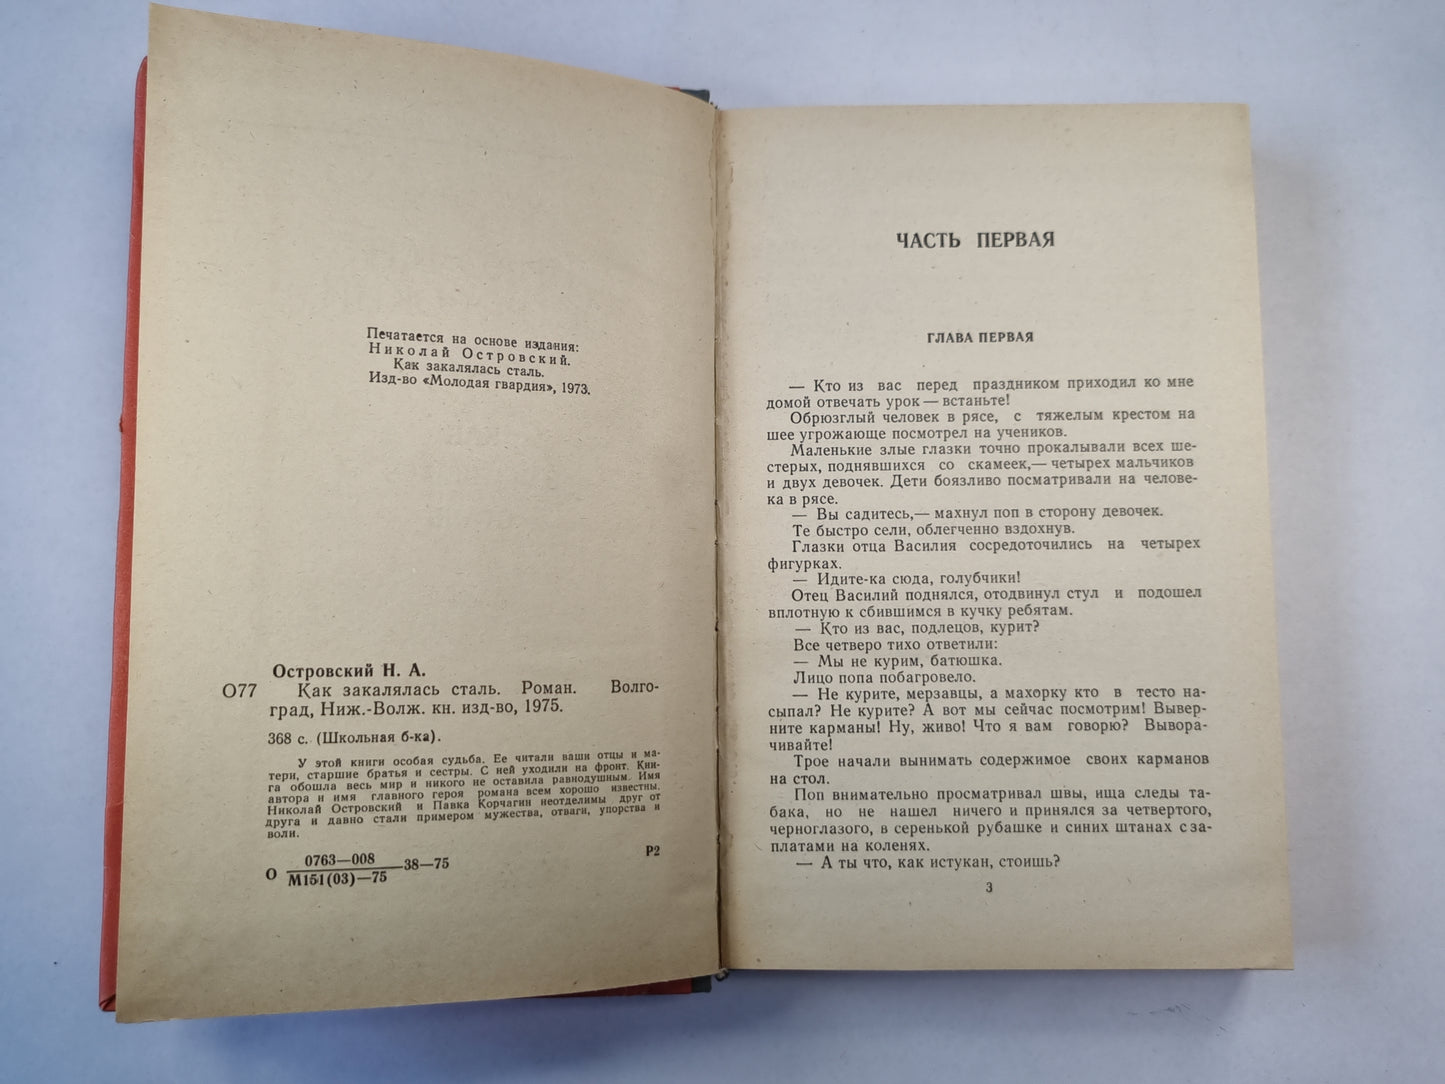 Печатается на основе издания:
Николай Островский.
Как закалялась сталь.
Изд-во «Молодая гвардия», 1973.
Островский Н. А.
О77 Как закалялась сталь. Роман. Волго-
град, Ниж.-Волж. кн. изд-во, 1975.
368 с. (Школьная б-ка).
У этой книги особая судьба. Ее читали ваши отцы и ма-
тери, старшие братья и сестры. С ней уходили на фронт. Кни-
га обошла весь мир и никого не оставила равнодушным. Имя
автора и имя главного героя романа всем хорошо известны.
Николай Островский и Павка Корчагин неотделимы друг от
друга и давно стали примером мужества, отваги, упорства и
воли.
О 0763—008
М151(03)—75 38—75
Р2
ЧАСТЬ ПЕРВАЯ
ГЛАВА ПЕРВАЯ
— Кто из вас перед праздником приходил ко мне
домой отвечать урок — встаньте!
Обрюзглый человек в рясе, с тяжелым крестом на
шее угрожающе посмотрел на учеников.
Маленькие злые глазки точно прокалывали всех ше-
стерых, поднявшихся со скамеек,— четырех мальчиков
и двух девочек. Дети боязливо посматривали на челове-
ка в рясе.
— Вы садитесь,— махнул поп в сторону девочек.
Те быстро сели, облегченно вздохнув.
Глазки отца Василия сосредоточились на четырех
фигурках.
— Идите-ка сюда, голубчики!
Отец Василий поднялся, отодвинул стул и подошел
вплотную к сбившимся в кучку ребятам.
— Кто из вас, подлецов, курит?
Все четверо тихо ответили:
— Мы не курим, батюшка.
Лицо попа побагровело.
— Не курите, мерзавцы, а махорку кто в тесто на-
сыпал? Не курите? А вот мы сейчас посмотрим! Вывер-
ните карманы! Ну, живо! Что я вам говорю? Вывора-
чивайте!
Трое начали вынимать содержимое своих карманов
на стол.
Поп внимательно просматривал швы, ища следы та-
бака, но не нашел ничего и принялся за четвертого,
черноглазого, в серенькой рубашке и синих штанах с за-
платами на коленях.
— А ты что, как истукан, стоишь?
3